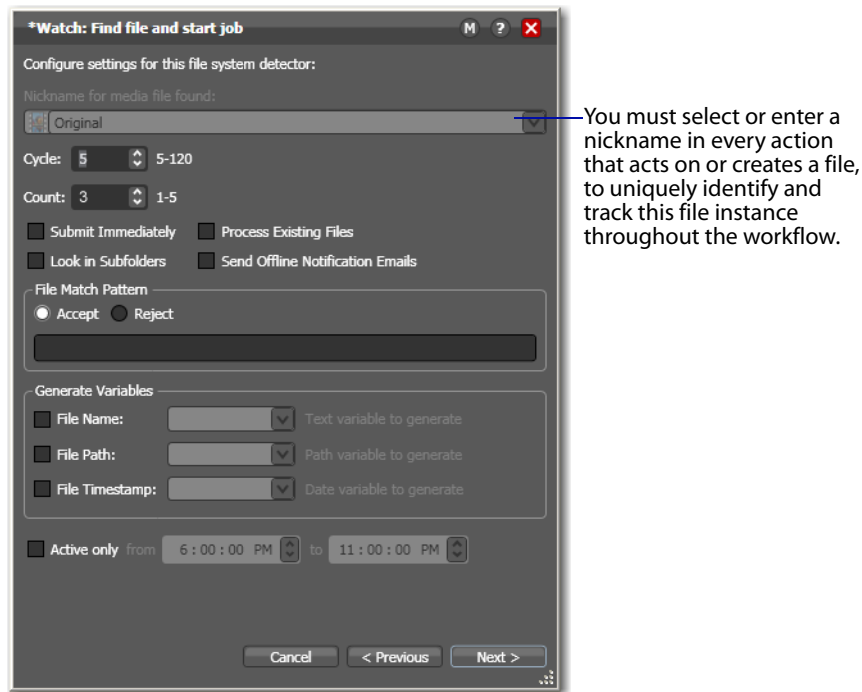 *Watch: Find file and start job
M ?
Configure settings for this file system detector:
Nickname for media file found:
Original
Cycle: 5 5-120
Count: 3 1-5
Submit Immediately Process Existing Files
Look in Subfolders Send Offline Notification Emails
File Match Pattern
Accept Reject
Generate Variables
File Name: Text variable to generate
File Path: Path variable to generate
File Timestamp: Date variable to generate
Active only from 6:00:00 PM to 11:00:00 PM
Cancel < Previous Next >
You must select or enter a
nickname in every action
that acts on or creates a file,
to uniquely identify and
track this file instance
throughout the workflow.